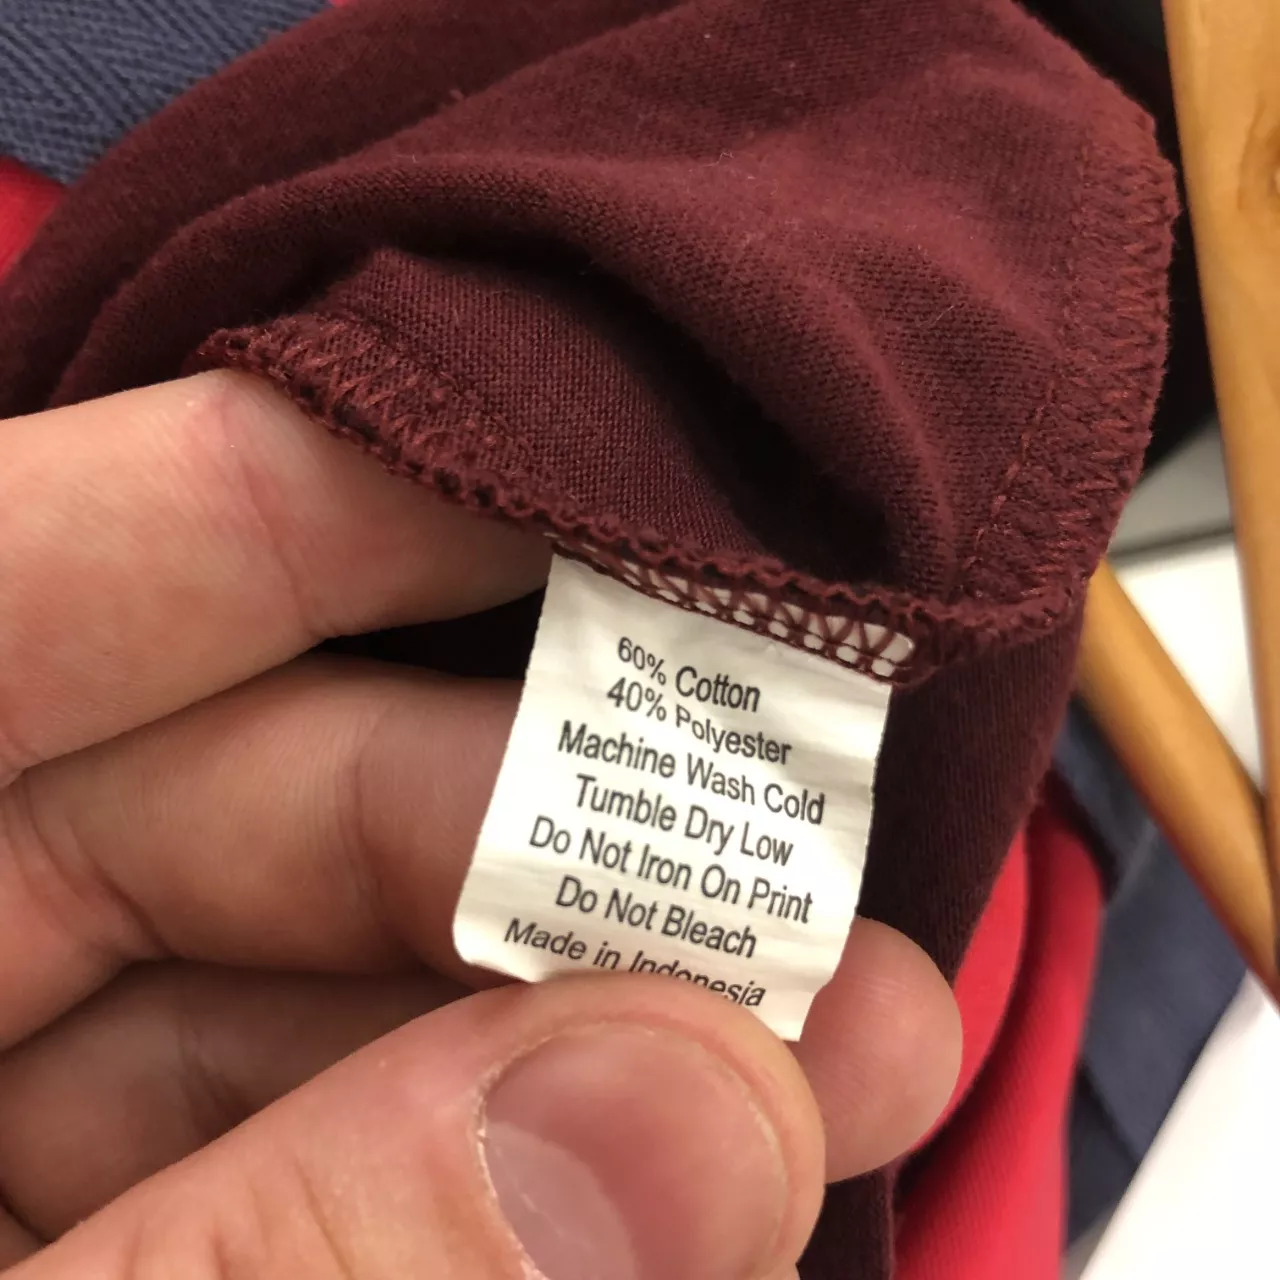 60% Cotton
40% Polyester
Machine Wash Cold
Tumble Dry Low
Do Not Iron On Print
Do Not Bleach
Made in Indonesia